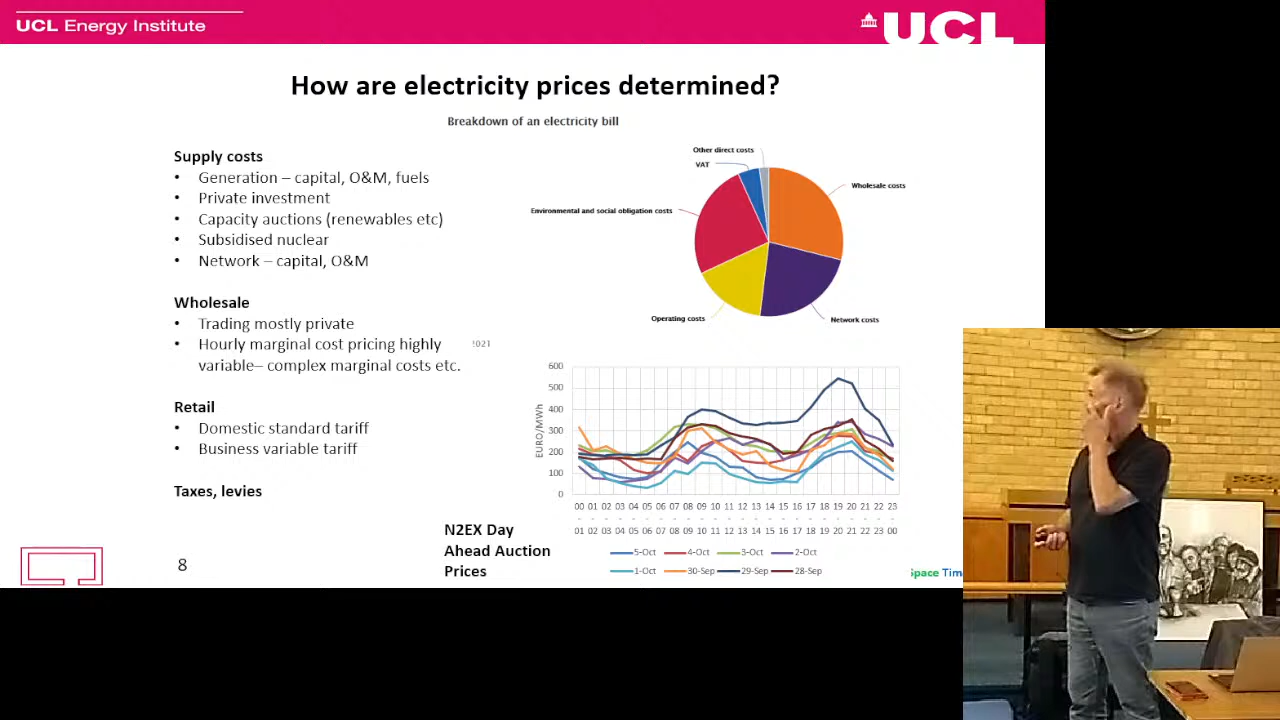 UCL Energy Institute
UCL
How are electricity prices determined?
Breakdown of an electricity bill
Supply costs
• Generation – capital, O&M, fuels
• Private investment
• Capacity auctions (renewables etc)
• Subsidised nuclear
• Network – capital, O&M
Wholesale
• Trading mostly private
• Hourly marginal cost pricing highly
variable– complex marginal costs etc.
Retail
• Domestic standard tariff
• Business variable tariff
Taxes, levies
Other direct costs
VAT
Wholesale costs
Environmental and social obligation costs
Operating costs
Network costs
2021
EURO/MWh
600
500
400
300
200
100
0
00 01 02 03 04 05 06 07 08 09 10 11 12 13 14 15 16 17 18 19 20 21 22 23
- - - - - - - - - - - - - - - - - - - - - - - -
01 02 03 04 05 06 07 08 09 10 11 12 13 14 15 16 17 18 19 20 21 22 23 00
5-Oct 4-Oct 3-Oct 2-Oct
1-Oct 30-Sep 29-Sep 28-Sep
N2EX Day
Ahead Auction
Prices
8
Space Tim